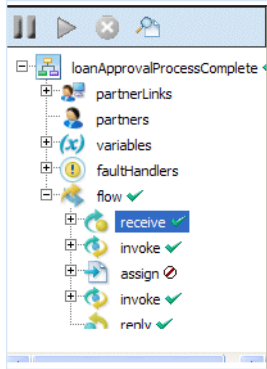 loanApprovalProcessComplete
partnerLinks
partners
(x) variables
faultHandlers
flow
receive
invoke
assign
invoke
reply